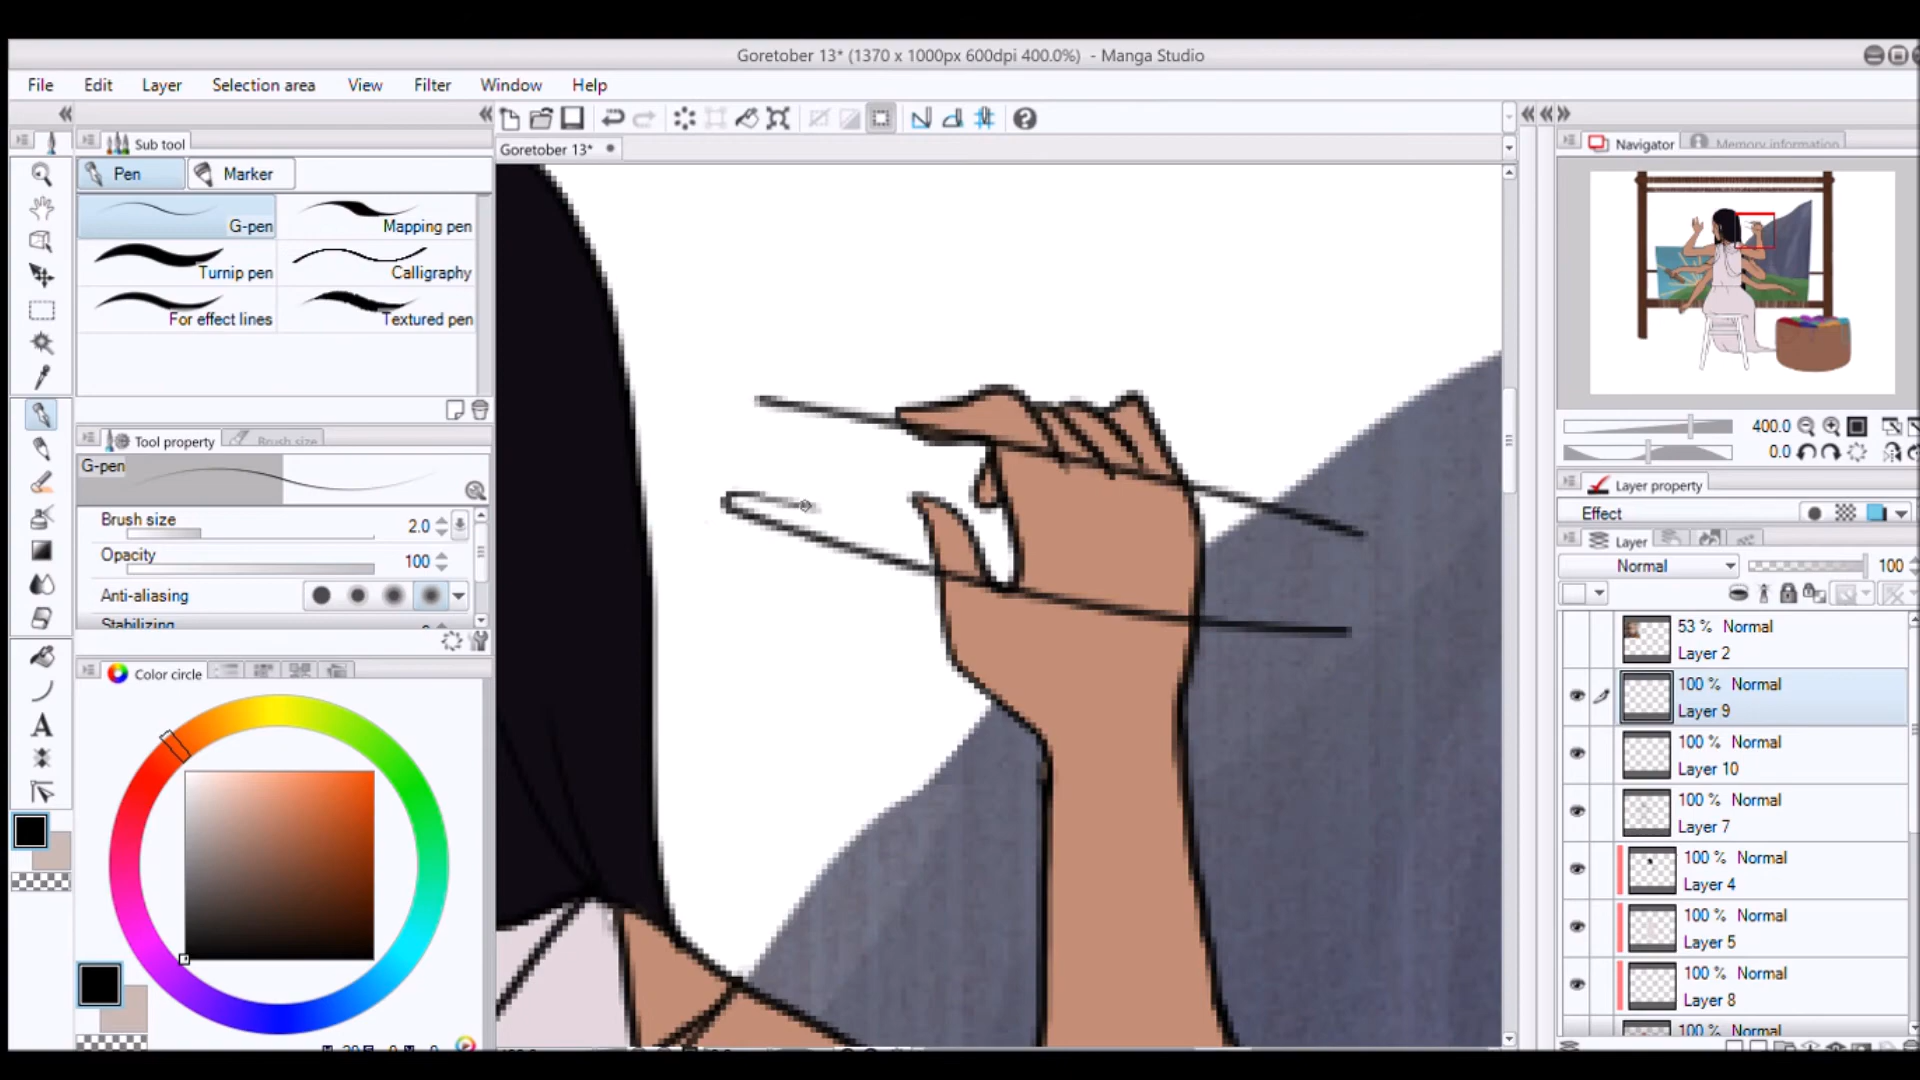 Goretober 13* (1370 x 1000px 600dpi 400.0%) - Manga Studio
File Edit Layer Selection area View Filter Window Help
Sub tool
Goretober 13*
Navigator Memory information
Pen Marker
G-pen Mapping pen
Turnip pen Calligraphy
For effect lines Textured pen
400.0
0.0
Tool property Brush size
G-pen
Layer property
Effect
Brush size 2.0
Opacity 100
Anti-aliasing
Stabilizing
Layer
Normal 100
53 % Normal
Layer 2
100 % Normal
Layer 9
100 % Normal
Layer 10
100 % Normal
Layer 7
100 % Normal
Layer 4
100 % Normal
Layer 5
100 % Normal
Layer 8
100 % Normal
Color circle
A